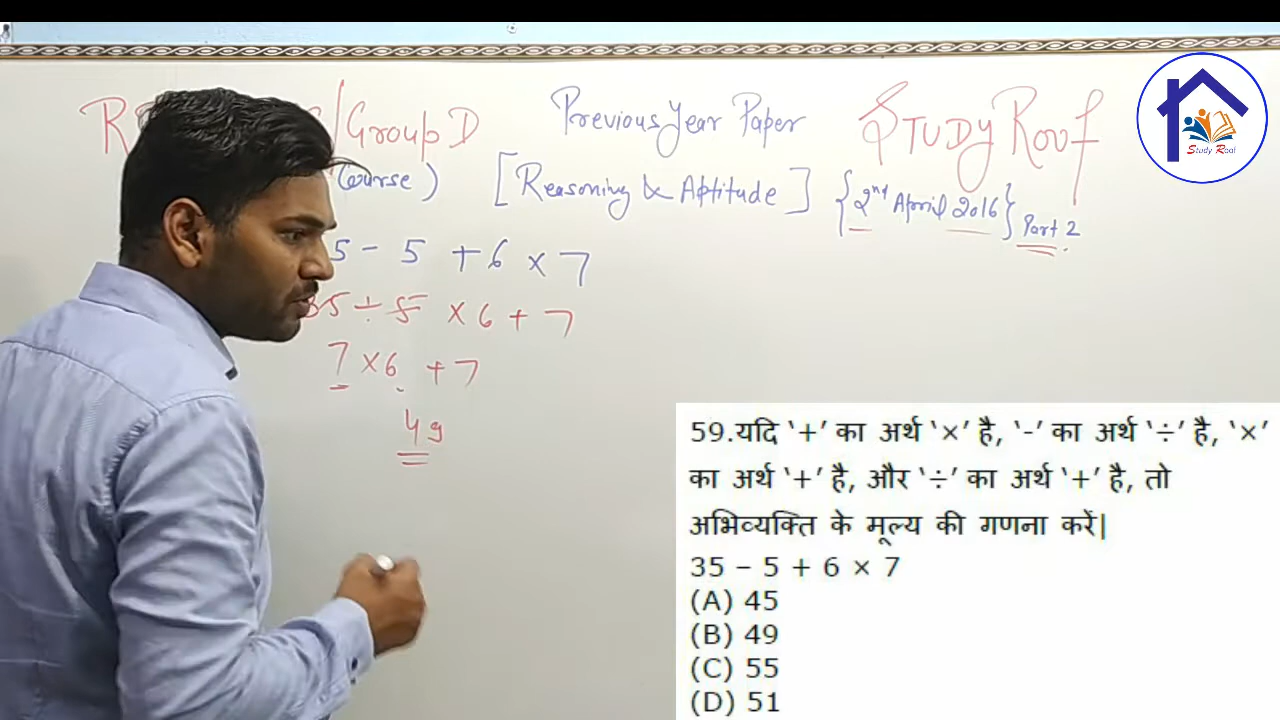 /Group D
Previous Year Paper
STUDY ROOF
Study Roof
Course)
[Reasoning & Aptitude]
{2nd April 2016} Part 2
5 - 5 + 6 × 7
35 ÷ 5 × 6 + 7
7 × 6 + 7
49
59.यदि ‘+’ का अर्थ ‘×’ है, ‘-’ का अर्थ ‘÷’ है, ‘×’
का अर्थ ‘+’ है, और ‘÷’ का अर्थ ‘+’ है, तो
अभिव्यक्ति के मूल्य की गणना करें|
35 – 5 + 6 × 7
(A) 45
(B) 49
(C) 55
(D) 51